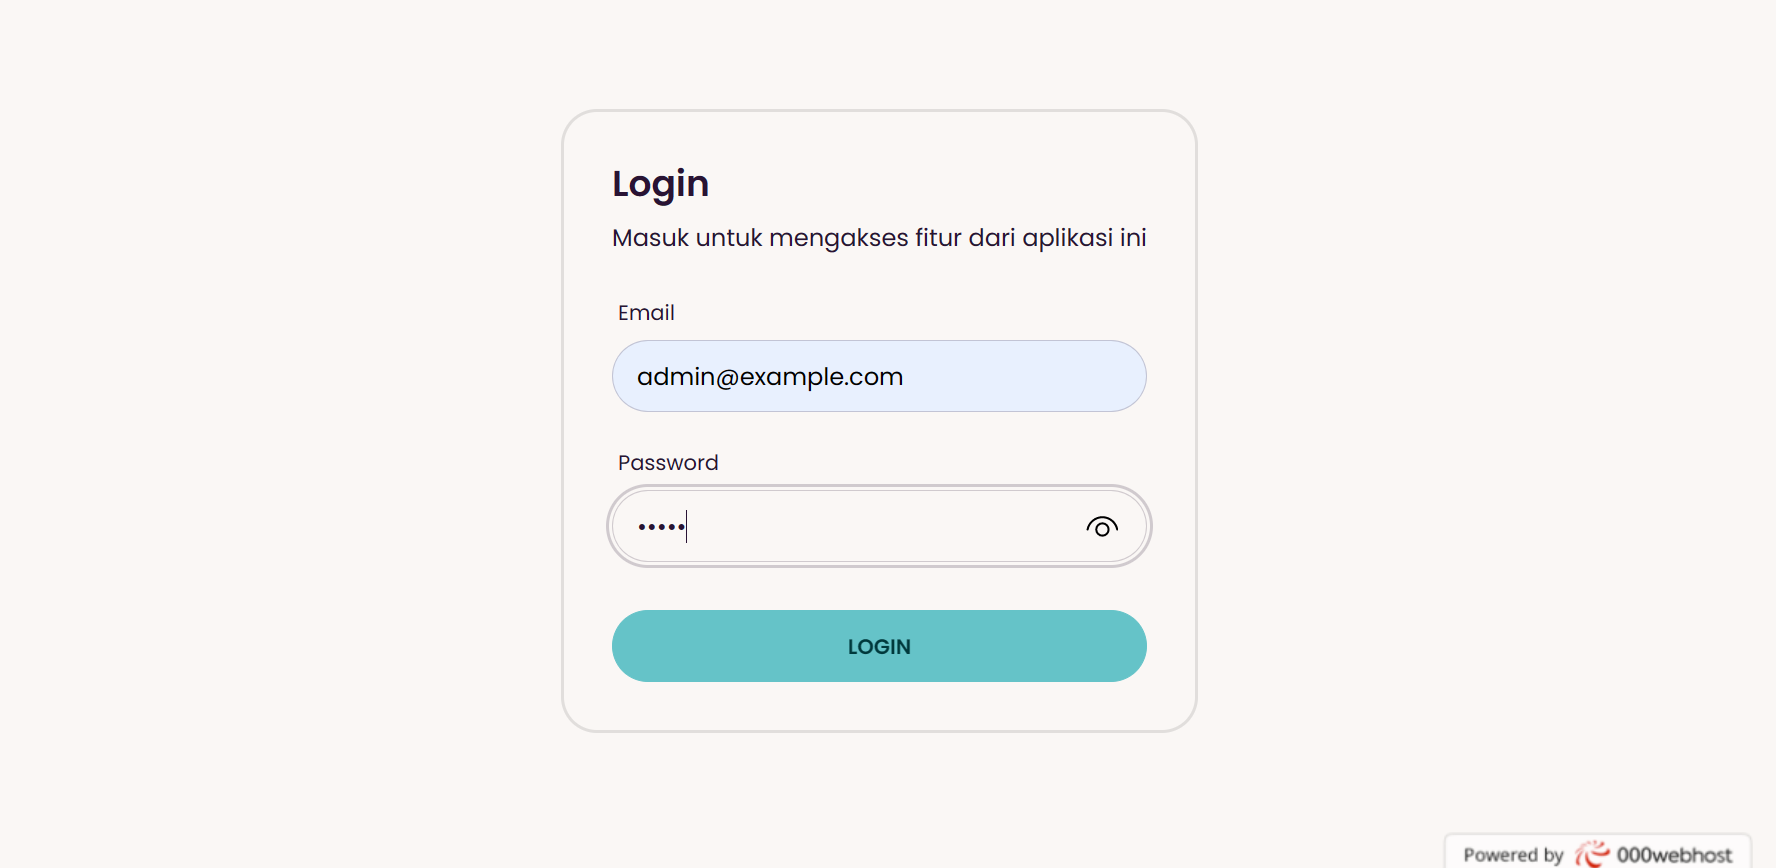 Login
Masuk untuk mengakses fitur dari aplikasi ini
Email
admin@example.com
Password
•••••
LOGIN
Powered by 000webhost